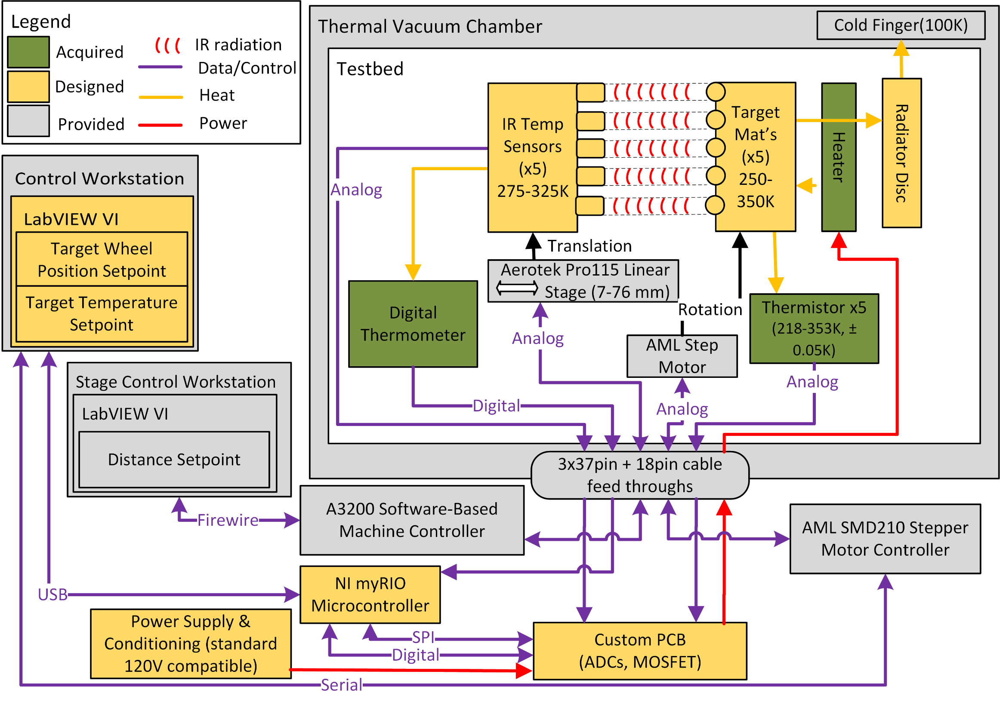 Legend
Acquired
Designed
Provided
IR radiation
Data/Control
Heat
Power
Thermal Vacuum Chamber
Cold Finger(100K)
Testbed
IR Temp
Sensors
(x5)
275-325K
Target
Mat's
(x5)
250-
350K
Heater
Radiator Disc
Control Workstation
LabVIEW VI
Target Wheel
Position Setpoint
Target Temperature
Setpoint
Analog
Translation
Aerotek Pro115 Linear
Stage (7-76 mm)
Rotation
Digital
Thermometer
Analog
AML Step
Motor
Thermistor x5
(218-353K, ±
0.05K)
Analog
Analog
Digital
Stage Control Workstation
LabVIEW VI
Distance Setpoint
3x37pin + 18pin cable
feed throughs
Firewire
A3200 Software-Based
Machine Controller
AML SMD210 Stepper
Motor Controller
USB
NI myRIO
Microcontroller
Power Supply &
Conditioning (standard
120V compatible)
SPI
Digital
Custom PCB
(ADCs, MOSFET)
Serial